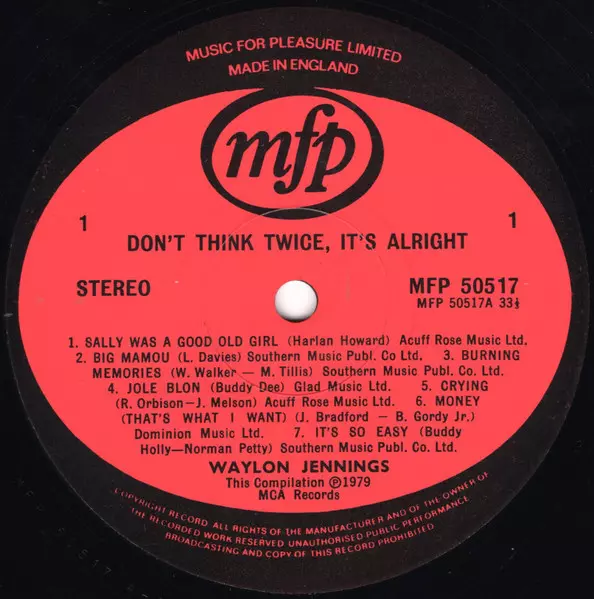 MUSIC FOR PLEASURE LIMITED
MADE IN ENGLAND
mfp
1
1
DON'T THINK TWICE, IT'S ALRIGHT
STEREO
MFP 50517
MFP 50517A 33⅓
1. SALLY WAS A GOOD OLD GIRL (Harlan Howard) Acuff Rose Music Ltd.
2. BIG MAMOU (L. Davies) Southern Music Publ. Co Ltd. 3. BURNING
MEMORIES (W. Walker – M. Tillis) Southern Music Publ. Co. Ltd.
4. JOLE BLON (Buddy Dee) Glad Music Ltd. 5. CRYING
(R. Orbison-J. Melson) Acuff Rose Music Ltd. 6. MONEY
(THAT'S WHAT I WANT) (J. Bradford – B. Gordy Jr.)
Dominion Music Ltd. 7. IT'S SO EASY (Buddy
Holly—Norman Petty) Southern Music Publ. Co. Ltd.
WAYLON JENNINGS
This Compilation ℗1979
MCA Records
COPYRIGHT RECORD. ALL RIGHTS OF THE MANUFACTURER AND OF THE OWNER OF
THE RECORDED WORK RESERVED UNAUTHORISED PUBLIC PERFORMANCE
BROADCASTING AND COPY OF THIS RECORD PROHIBITED